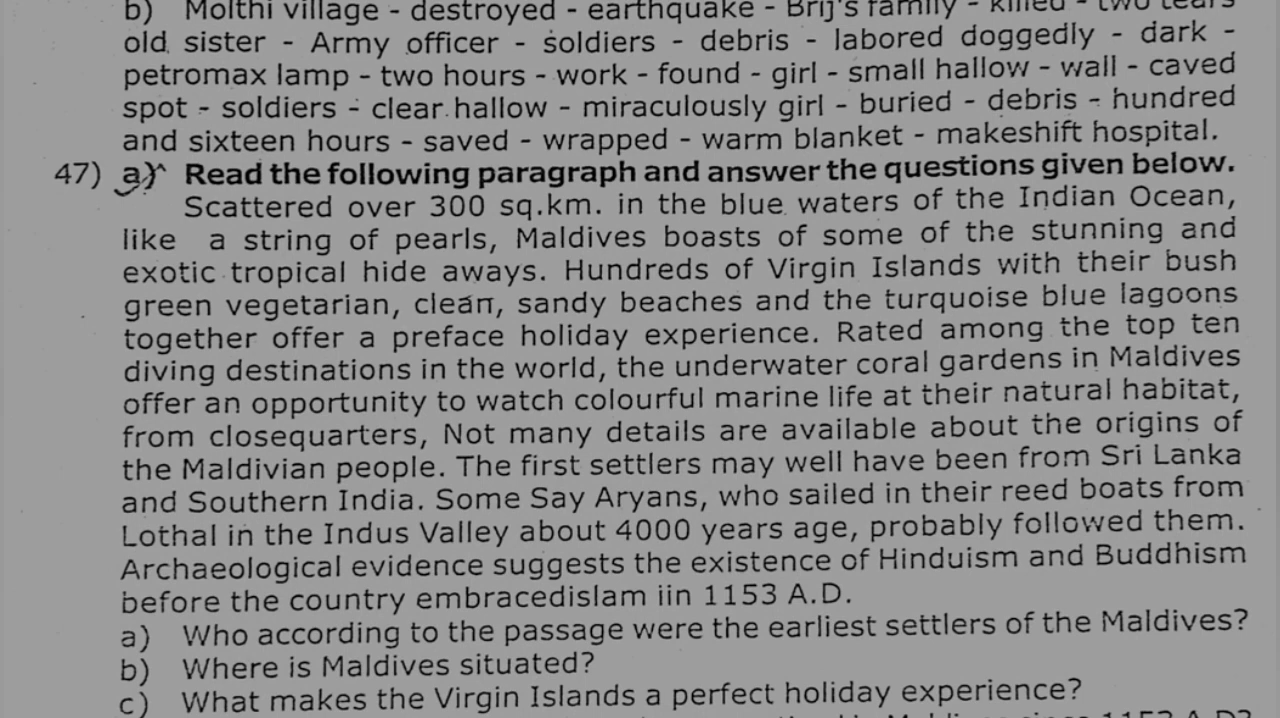 b) Molthi village - destroyed - earthquake - Brij's family - killed - two
old sister - Army officer - soldiers - debris - labored doggedly - dark -
petromax lamp - two hours - work - found - girl - small hallow - wall - caved
spot - soldiers - clear hallow - miraculously girl - buried - debris - hundred
and sixteen hours - saved - wrapped - warm blanket - makeshift hospital.
47) a) Read the following paragraph and answer the questions given below.
Scattered over 300 sq.km. in the blue waters of the Indian Ocean,
like a string of pearls, Maldives boasts of some of the stunning and
exotic tropical hide aways. Hundreds of Virgin Islands with their bush
green vegetarian, clean, sandy beaches and the turquoise blue lagoons
together offer a preface holiday experience. Rated among the top ten
diving destinations in the world, the underwater coral gardens in Maldives
offer an opportunity to watch colourful marine life at their natural habitat,
from closequarters, Not many details are available about the origins of
the Maldivian people. The first settlers may well have been from Sri Lanka
and Southern India. Some Say Aryans, who sailed in their reed boats from
Lothal in the Indus Valley about 4000 years age, probably followed them.
Archaeological evidence suggests the existence of Hinduism and Buddhism
before the country embracedislam iin 1153 A.D.
a) Who according to the passage were the earliest settlers of the Maldives?
b) Where is Maldives situated?
c) What makes the Virgin Islands a perfect holiday experience?